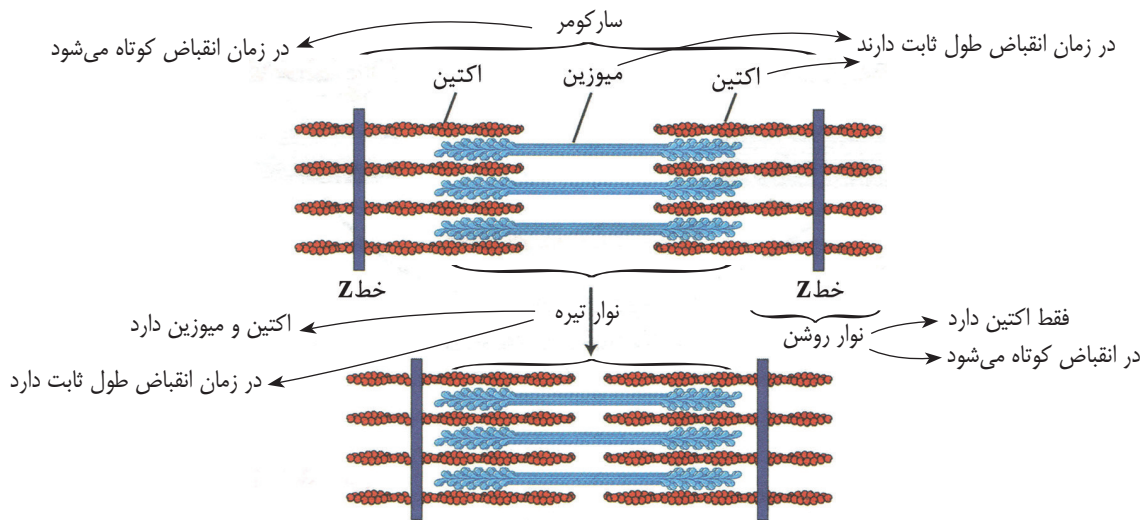 سارکومر
در زمان انقباض کوتاه می‌شود
در زمان انقباض طول ثابت دارند
اکتین
میوزین
اکتین
خط Z
خط Z
نوار تیره
اکتین و میوزین دارد
در زمان انقباض طول ثابت دارد
نوار روشن
فقط اکتین دارد
در انقباض کوتاه می‌شود